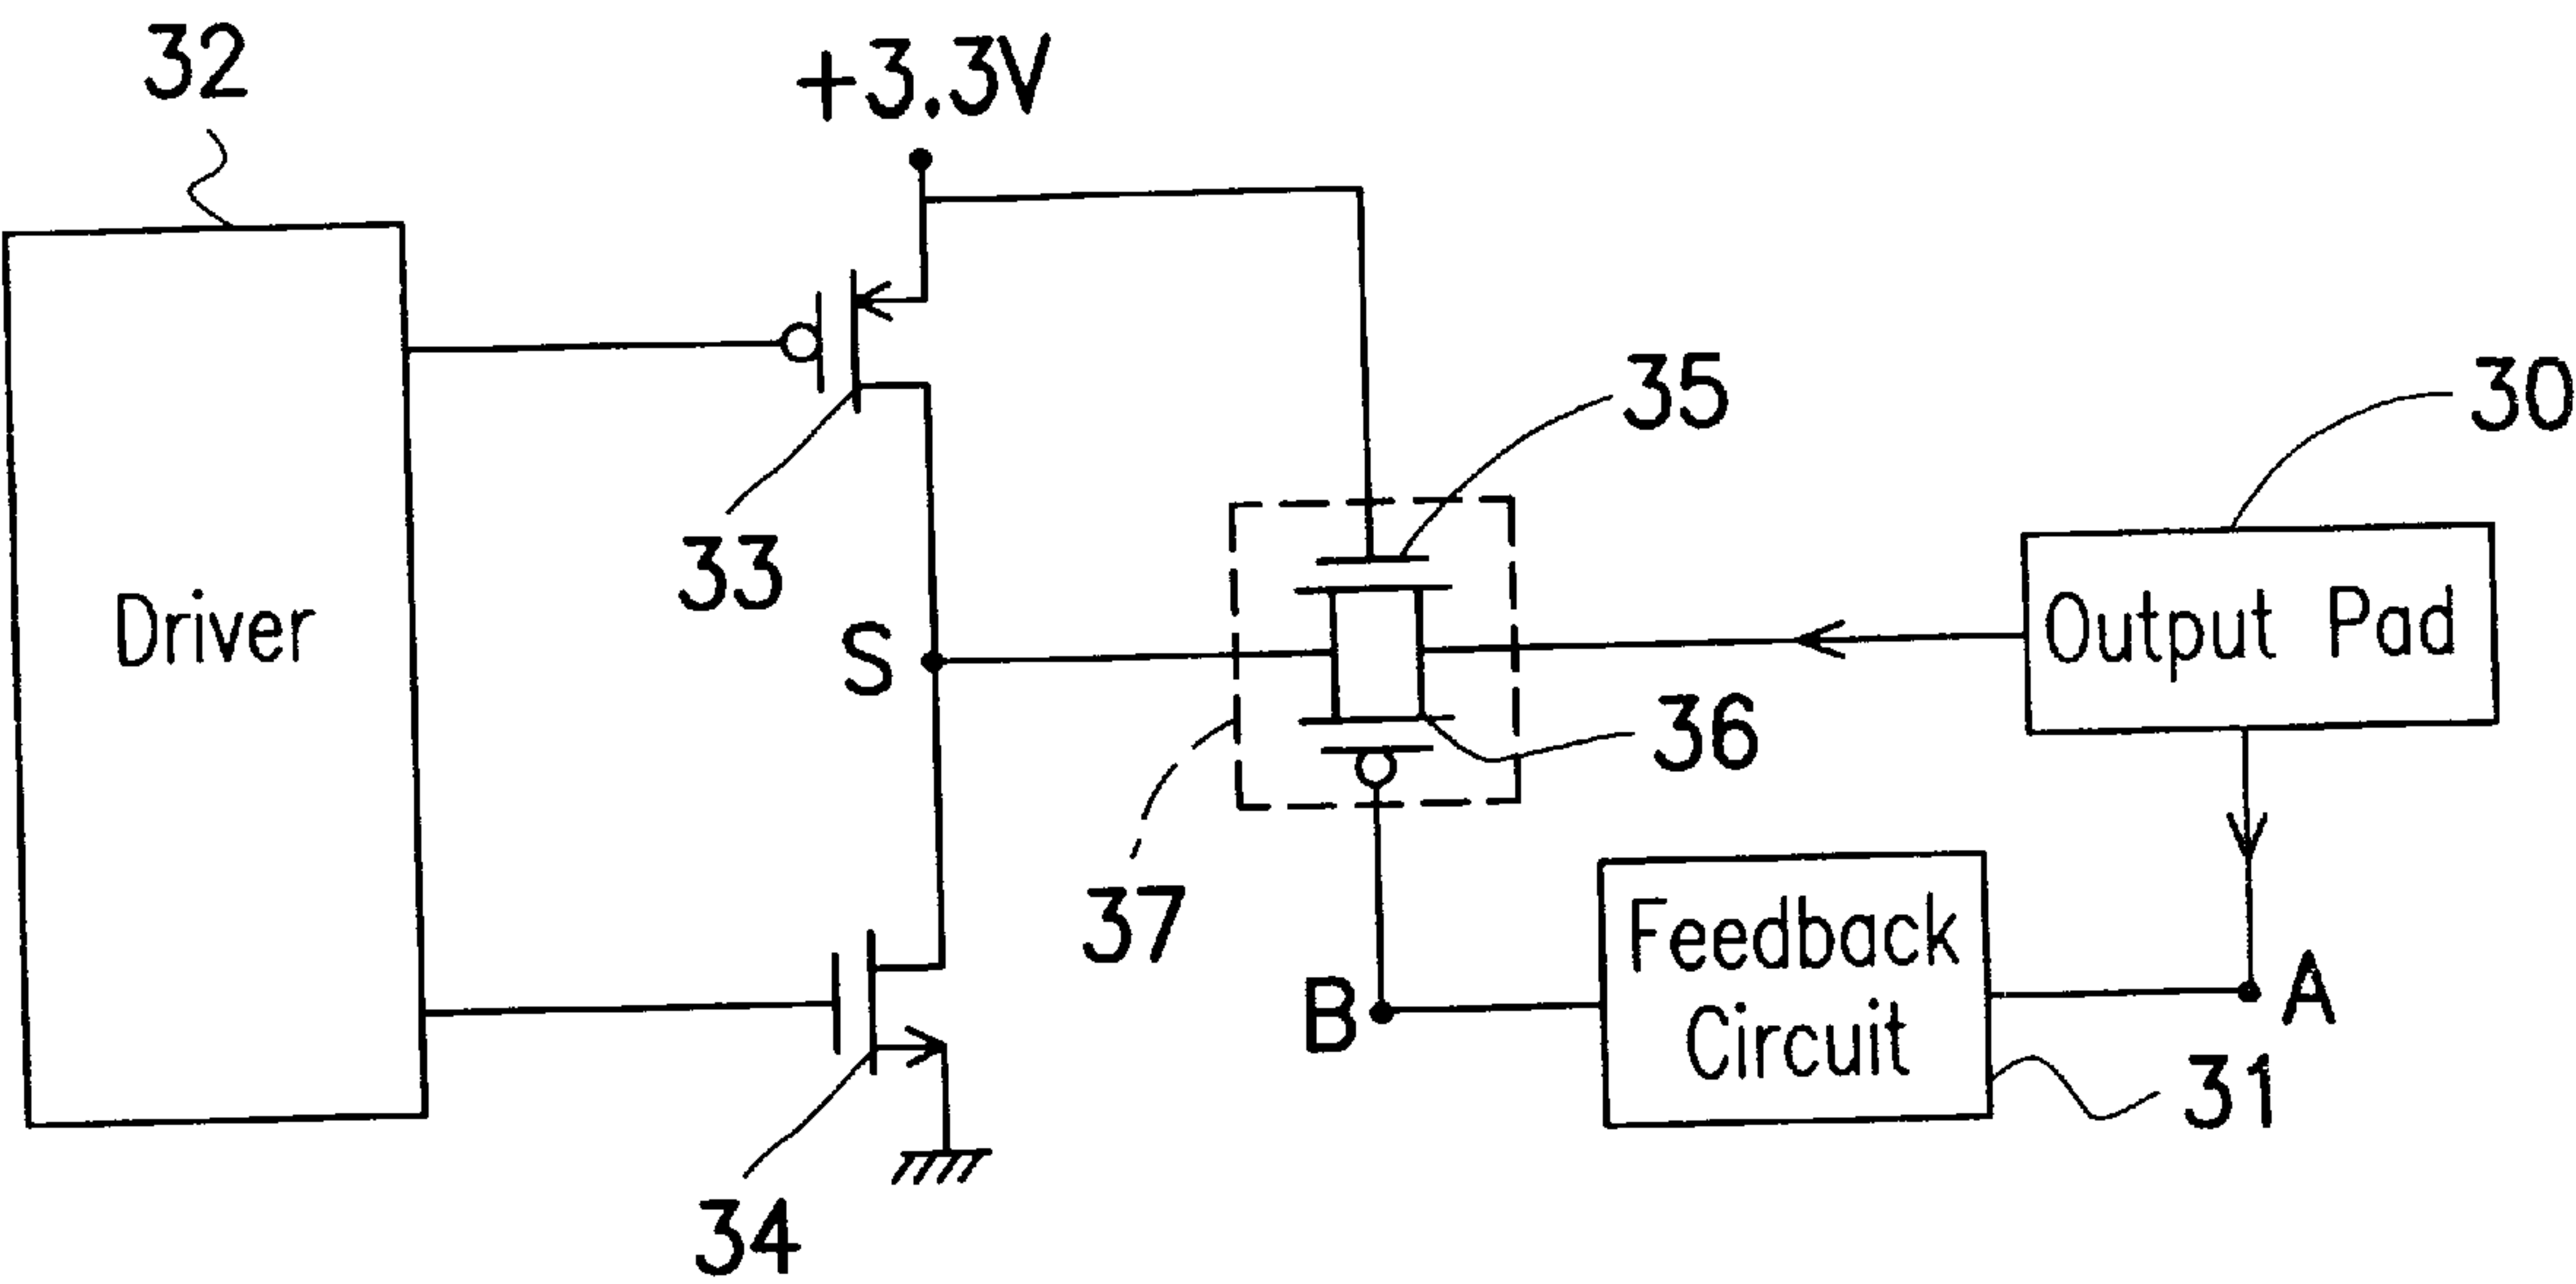 32
+3.3V
35
30
33
Driver
S
Output Pad
36
37
Feedback
Circuit
B
A
31
34